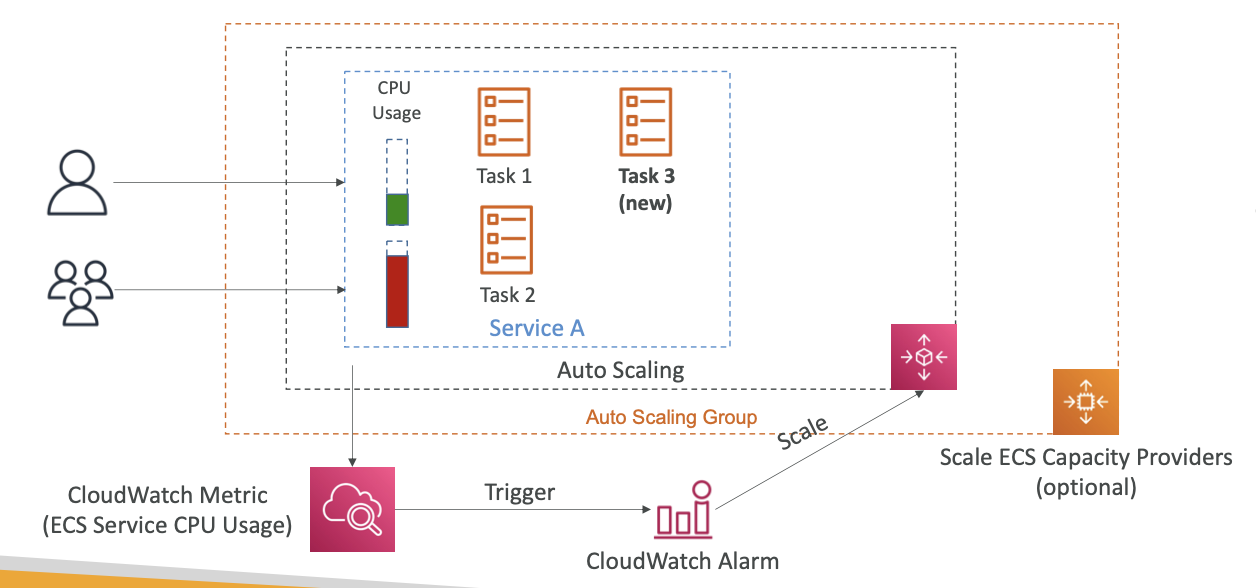 CPU
Usage
Task 1
Task 3
(new)
Task 2
Service A
Auto Scaling
Auto Scaling Group
Scale
Scale ECS Capacity Providers
(optional)
CloudWatch Metric
(ECS Service CPU Usage)
Trigger
CloudWatch Alarm